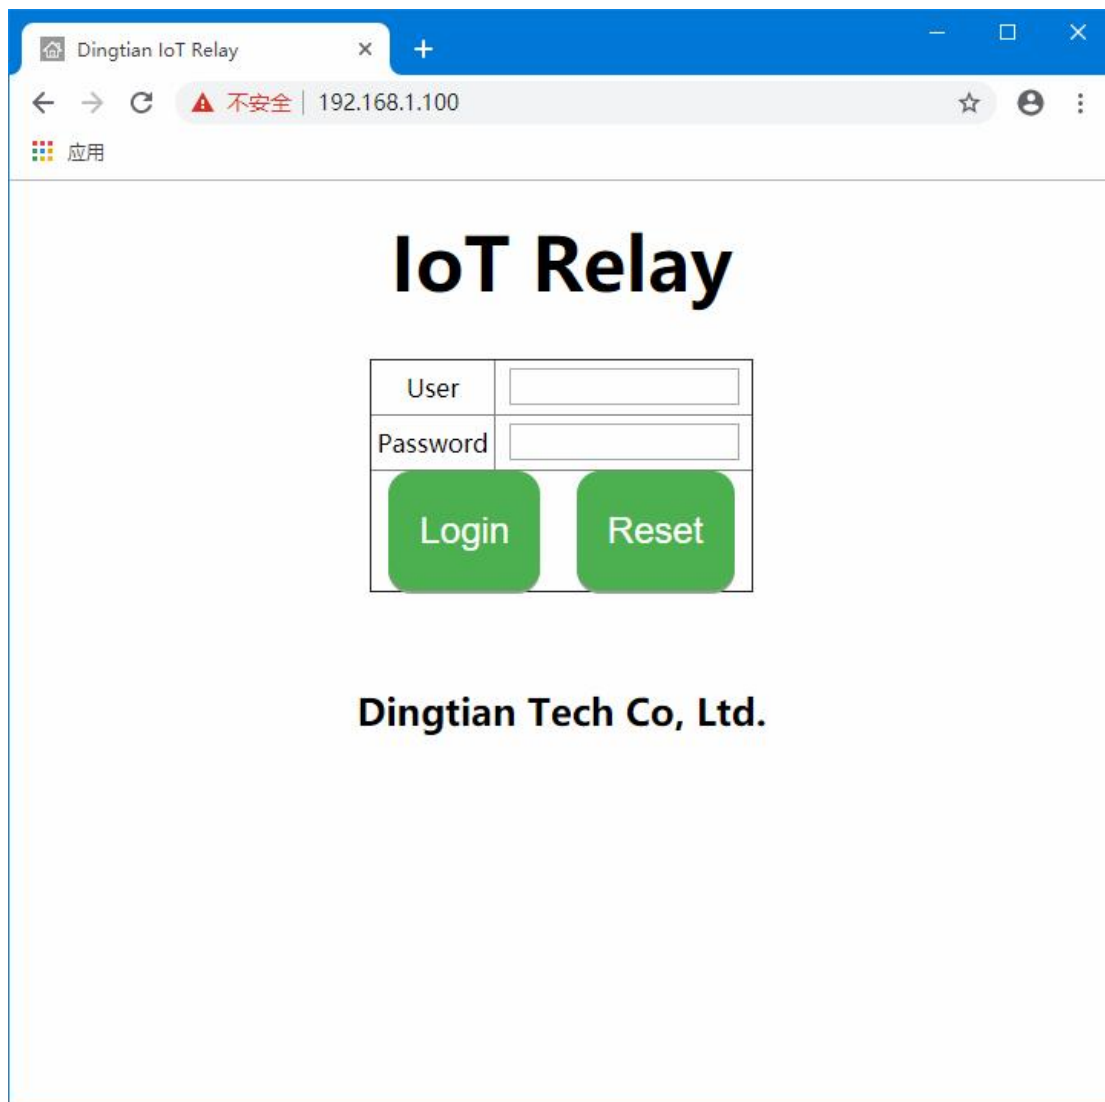 Dingtian IoT Relay
不安全 192.168.1.100
应用
IoT Relay
User
Password
Login Reset
Dingtian Tech Co, Ltd.